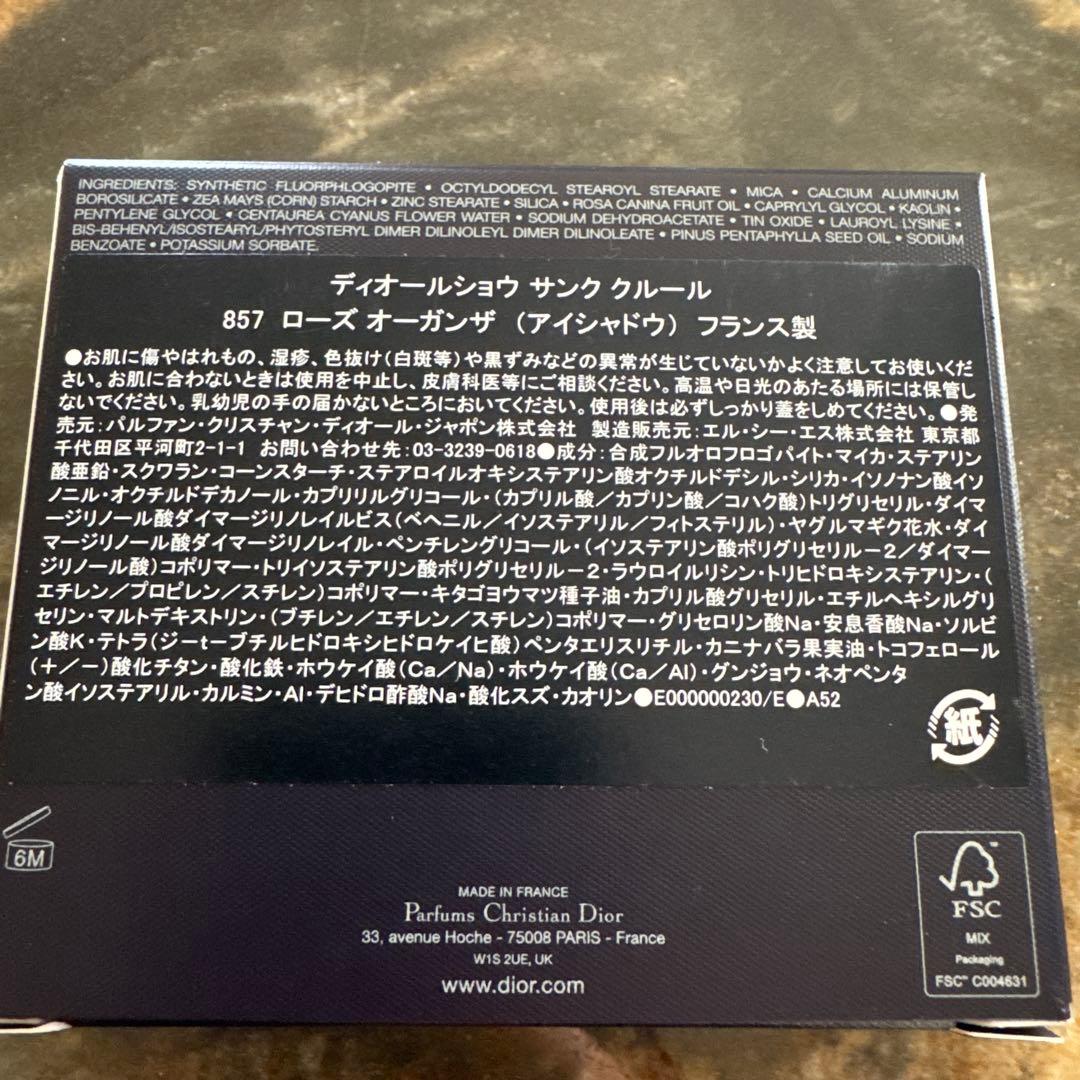 INGREDIENTS: SYNTHETIC FLUORPHLOGOPITE • OCTYLDODECYL STEAROYL STEARATE • MICA • CALCIUM ALUMINUM
BOROSILICATE • ZEA MAYS (CORN) STARCH • ZINC STEARATE • SILICA • ROSA CANINA FRUIT OIL • CAPRYLYL GLYCOL • KAOLIN •
PENTYLENE GLYCOL • CENTAUREA CYANUS FLOWER WATER • SODIUM DEHYDROACETATE • TIN OXIDE • LAUROYL LYSINE •
BIS-BEHENYL/ISOSTEARYL/PHYTOSTERYL DIMER DILINOLEYL DIMER DILINOLEATE • PINUS PENTAPHYLLA SEED OIL • SODIUM
BENZOATE • POTASSIUM SORBATE.
ディオールショウ サンク クルール
857 ローズ オーガンザ (アイシャドウ) フランス製
●お肌に傷やはれもの、湿疹、色抜け(白斑等)や黒ずみなどの異常が生じていないかよく注意してお使いくだ
さい。お肌に合わないときは使用を中止し、皮膚科医等にご相談ください。高温や日光のあたる場所には保管し
ないでください。乳幼児の手の届かないところにおいてください。使用後は必ずしっかり蓋をしめてください。●発
売元:パルファン・クリスチャン・ディオール・ジャポン株式会社 製造販売元:エル・シー・エス株式会社 東京都
千代田区平河町2-1-1 お問い合わせ先:03-3239-0618●成分:合成フルオロフロゴパイト・マイカ・ステアリン
酸亜鉛・スクワラン・コーンスターチ・ステアロイルオキシステアリン酸オクチルドデシル・シリカ・イソノナン酸イソ
ノニル・オクチルドデカノール・カプリリルグリコール・(カプリル酸/カプリン酸/コハク酸)トリグリセリル・ダイマ
ージリノール酸ダイマージリノレイルビス(ベヘニル/イソステアリル/フィトステリル)・ヤグルマギク花水・ダイ
マージリノール酸ダイマージリノレイル・ペンチレングリコール・(イソステアリン酸ポリグリセリル-2/ダイマー
ジリノール酸)コポリマー・トリイソステアリン酸ポリグリセリル-2・ラウロイルリシン・トリヒドロキシステアリン・(
エチレン/プロピレン/スチレン)コポリマー・キタゴヨウマツ種子油・カプリル酸グリセリル・エチルヘキシルグリ
セリン・マルトデキストリン・(ブチレン/エチレン/スチレン)コポリマー・グリセロリン酸Na・安息香酸Na・ソルビ
ン酸K・テトラ(ジーtーブチルヒドロキシヒドロケイヒ酸)ペンタエリスリチル・カニナバラ果実油・トコフェロール
(+/-)酸化チタン・酸化鉄・ホウケイ酸(Ca/Na)・ホウケイ酸(Ca/Al)・グンジョウ・ネオペンタ
ン酸イソステアリル・カルミン・Al・デヒドロ酢酸Na・酸化スズ・カオリン●E000000230/E●A52
紙
6M
MADE IN FRANCE
Parfums Christian Dior
33, avenue Hoche - 75008 PARIS - France
W1S 2UE, UK
www.dior.com
FSC
MIX
Packaging
FSC™ C004631